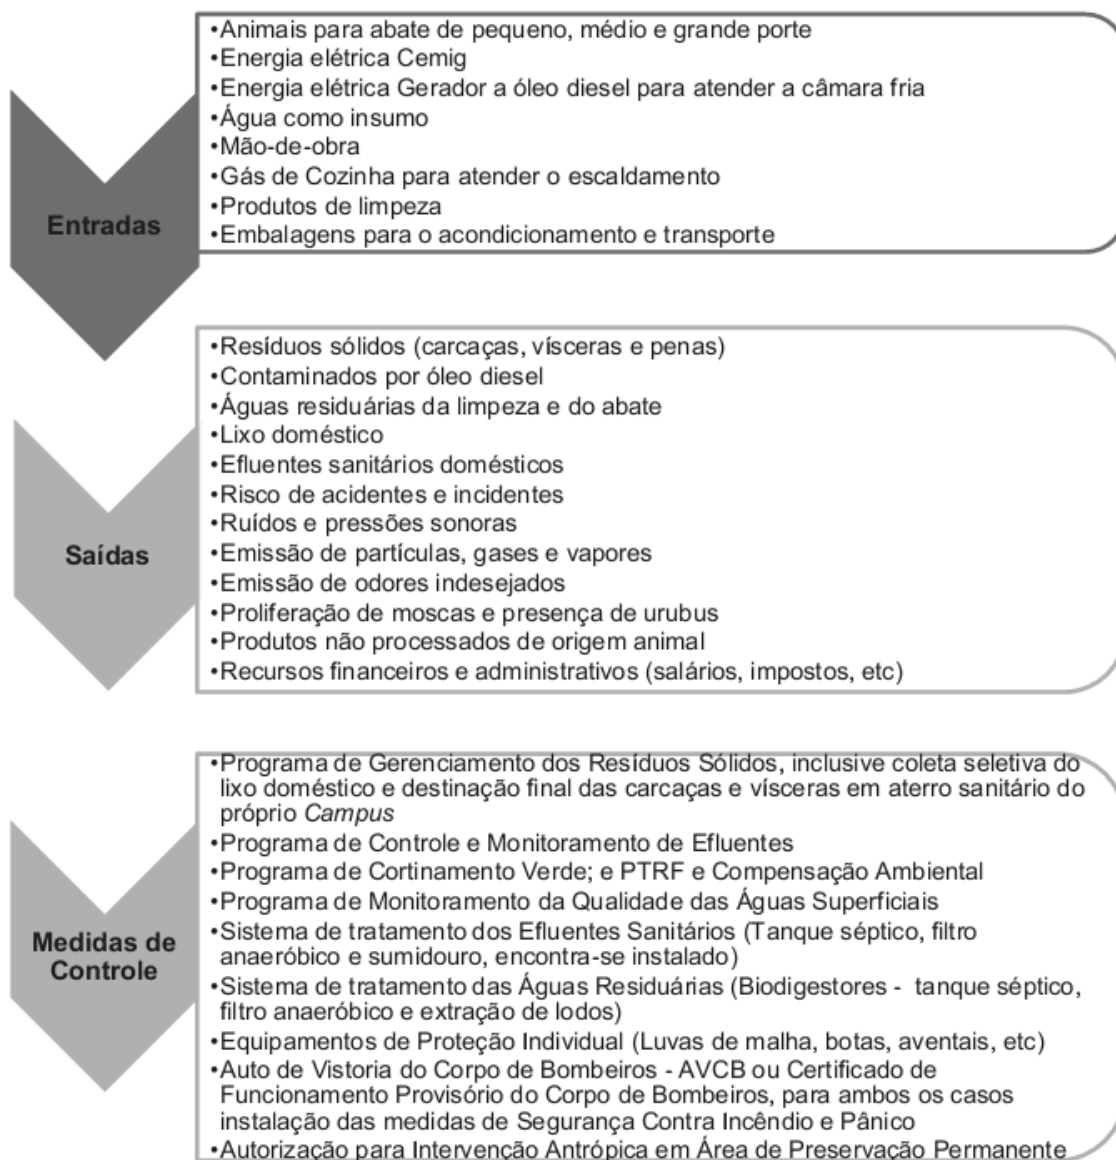 Entradas
•Animais para abate de pequeno, médio e grande porte
•Energia elétrica Cemig
•Energia elétrica Gerador a óleo diesel para atender a câmara fria
•Água como insumo
•Mão-de-obra
•Gás de Cozinha para atender o escaldamento
•Produtos de limpeza
•Embalagens para o acondicionamento e transporte
Saídas
•Resíduos sólidos (carcaças, vísceras e penas)
•Contaminados por óleo diesel
•Águas residuárias da limpeza e do abate
•Lixo doméstico
•Efluentes sanitários domésticos
•Risco de acidentes e incidentes
•Ruídos e pressões sonoras
•Emissão de partículas, gases e vapores
•Emissão de odores indesejados
•Proliferação de moscas e presença de urubus
•Produtos não processados de origem animal
•Recursos financeiros e administrativos (salários, impostos, etc)
Medidas de
Controle
•Programa de Gerenciamento dos Resíduos Sólidos, inclusive coleta seletiva do
lixo doméstico e destinação final das carcaças e vísceras em aterro sanitário do
próprio Campus
•Programa de Controle e Monitoramento de Efluentes
•Programa de Cortinamento Verde; e PTRF e Compensação Ambiental
•Programa de Monitoramento da Qualidade das Águas Superficiais
•Sistema de tratamento dos Efluentes Sanitários (Tanque séptico, filtro
anaeróbico e sumidouro, encontra-se instalado)
•Sistema de tratamento das Águas Residuárias (Biodigestores - tanque séptico,
filtro anaeróbico e extração de lodos)
•Equipamentos de Proteção Individual (Luvas de malha, botas, aventais, etc)
•Auto de Vistoria do Corpo de Bombeiros - AVCB ou Certificado de
Funcionamento Provisório do Corpo de Bombeiros, para ambos os casos
instalação das medidas de Segurança Contra Incêndio e Pânico
•Autorização para Intervenção Antrópica em Área de Preservação Permanente